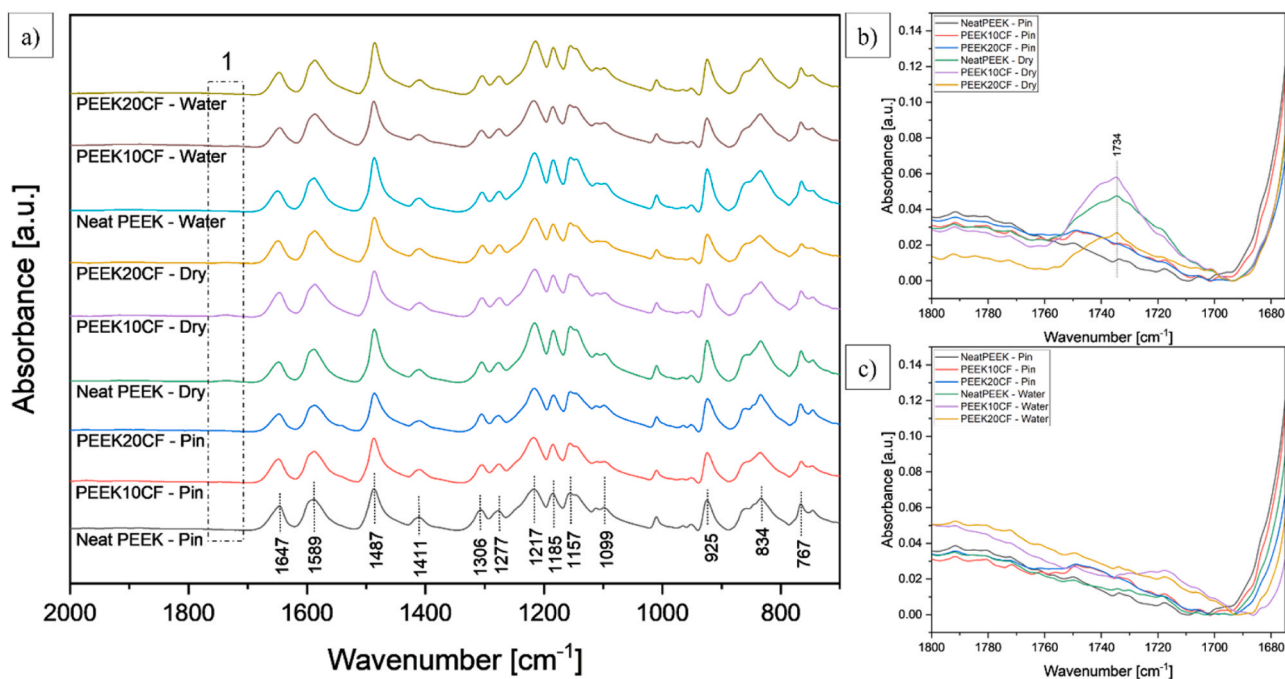 a)
1
PEEK20CF - Water
PEEK10CF - Water
Neat PEEK - Water
PEEK20CF - Dry
PEEK10CF - Dry
Neat PEEK - Dry
PEEK20CF - Pin
PEEK10CF - Pin
Neat PEEK - Pin
1647
1589
1487
1411
1306
1277
1217
1185
1157
1099
925
834
767
Absorbance [a.u.]
2000 1800 1600 1400 1200 1000 800
Wavenumber [cm⁻¹]
b)
NeatPEEK - Pin
PEEK10CF - Pin
PEEK20CF - Pin
NeatPEEK - Dry
PEEK10CF - Dry
PEEK20CF - Dry
1734
0.14
0.12
0.10
0.08
0.06
0.04
0.02
0.00
Absorbance [a.u.]
1800 1780 1760 1740 1720 1700 1680
Wavenumber [cm⁻¹]
c)
NeatPEEK - Pin
PEEK10CF - Pin
PEEK20CF - Pin
NeatPEEK - Water
PEEK10CF - Water
PEEK20CF - Water
0.14
0.12
0.10
0.08
0.06
0.04
0.02
0.00
Absorbance [a.u.]
1800 1780 1760 1740 1720 1700 1680
Wavenumber [cm⁻¹]